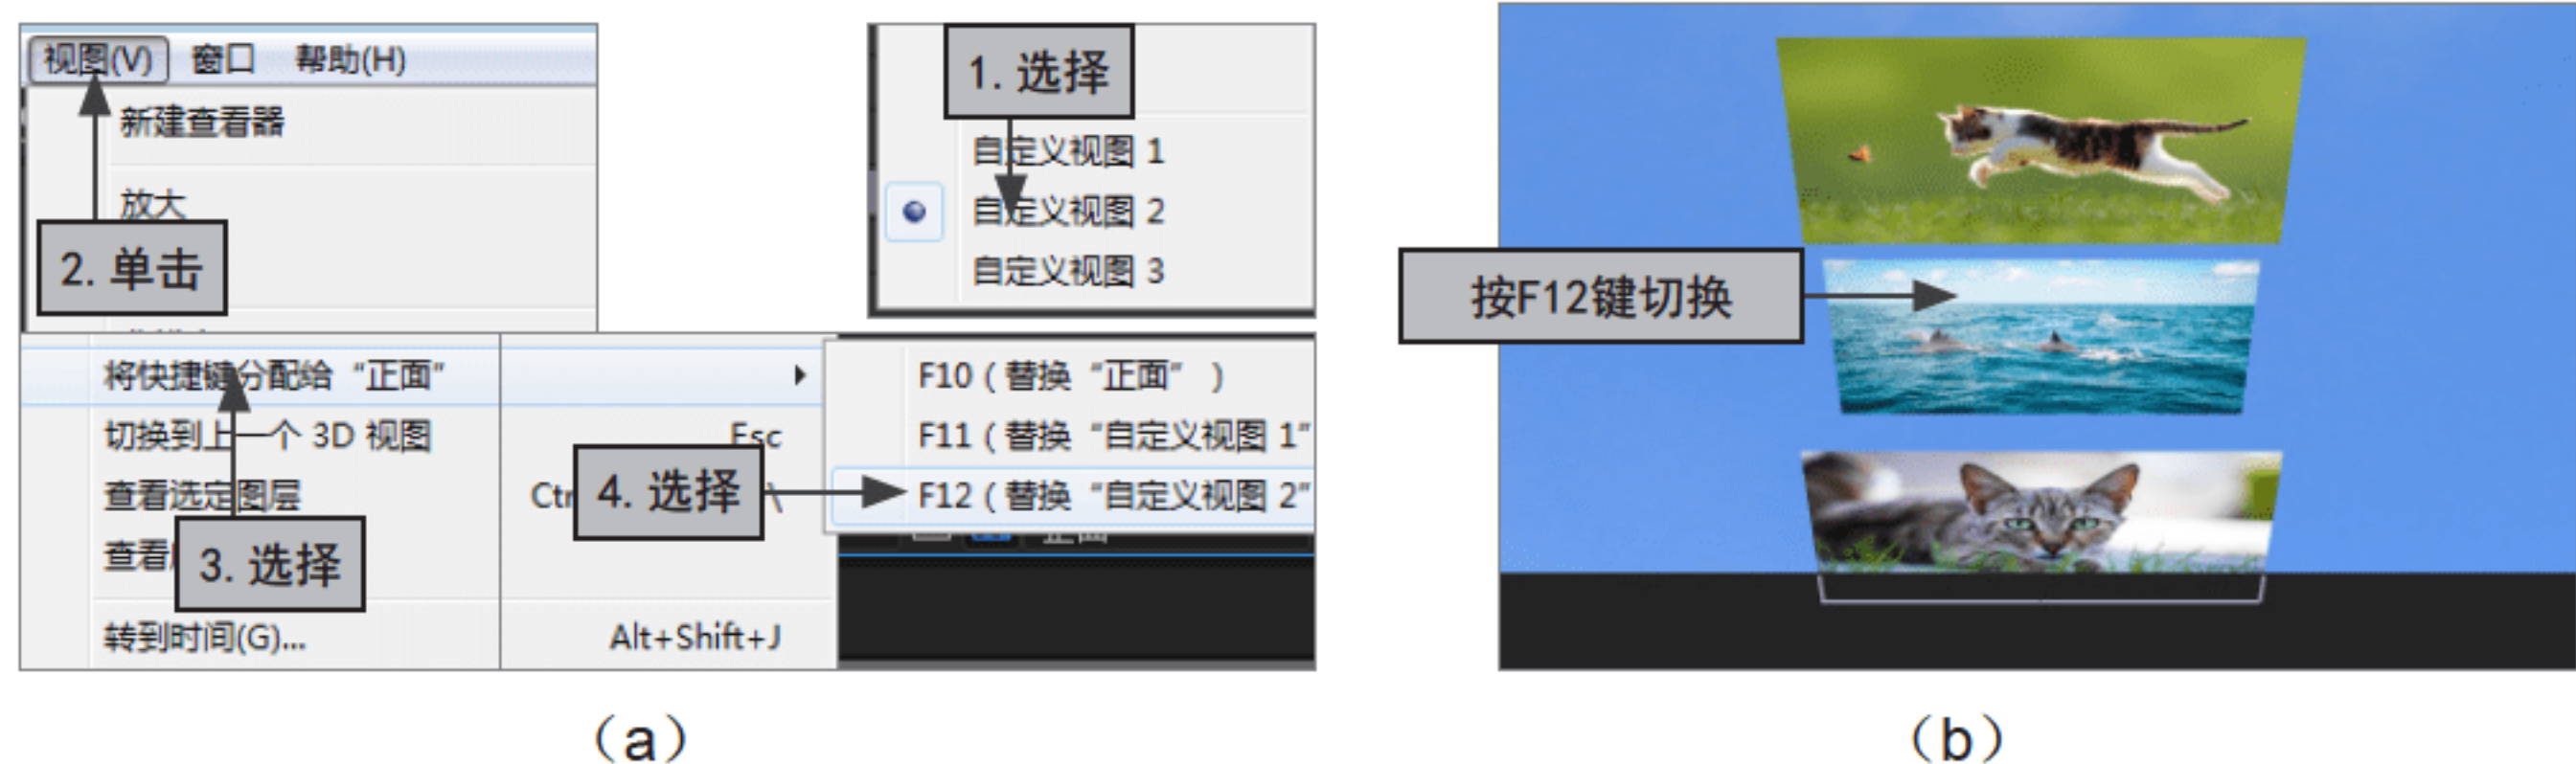 视图(V) 窗口 帮助(H)
新建查看器
放大
2. 单击
1. 选择
自定义视图 1
自定义视图 2
自定义视图 3
将快捷键分配给“正面”
切换到上一个 3D 视图 Esc
查看选定图层 Ctr \
查看
3. 选择
转到时间(G)... Alt+Shift+J
4. 选择
F10（替换“正面”）
F11（替换“自定义视图 1”
F12（替换“自定义视图 2”
正面
（a）
按F12键切换
（b）